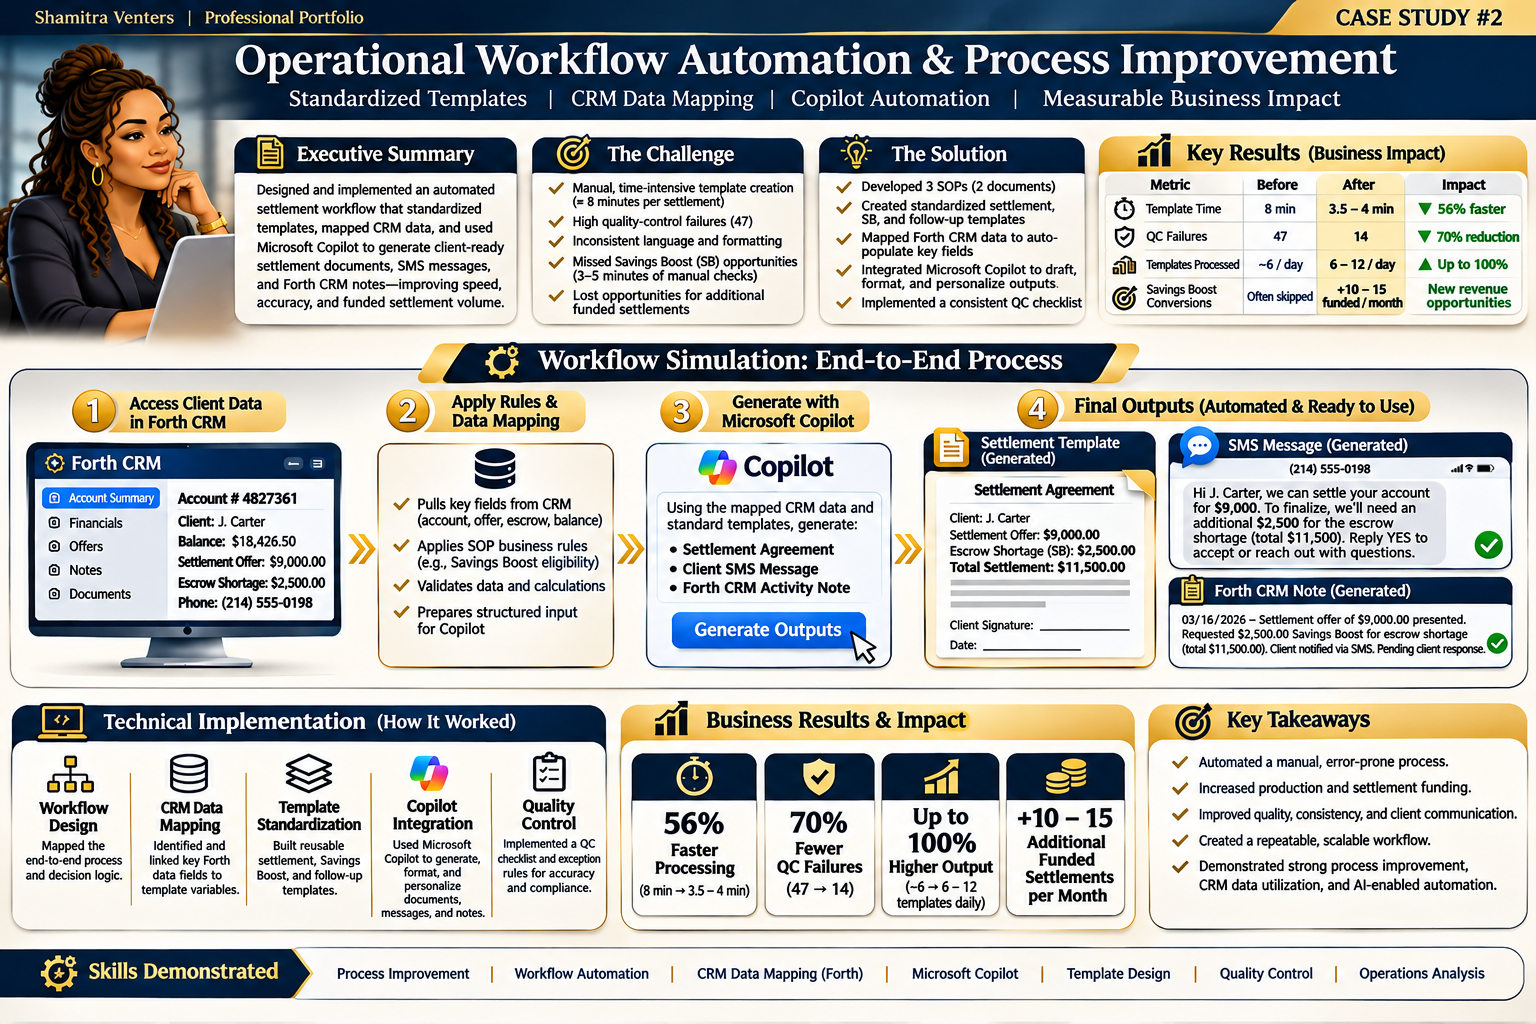 Shamitra Venters | Professional Portfolio
CASE STUDY #2
Operational Workflow Automation & Process Improvement
Standardized Templates | CRM Data Mapping | Copilot Automation | Measurable Business Impact
Executive Summary
Designed and implemented an automated
settlement workflow that standardized
templates, mapped CRM data, and used
Microsoft Copilot to generate client-ready
settlement documents, SMS messages,
and Forth CRM notes—improving speed,
accuracy, and funded settlement volume.
The Challenge
Manual, time-intensive template creation
(= 8 minutes per settlement)
High quality-control failures (47)
Inconsistent language and formatting
Missed Savings Boost (SB) opportunities
(3–5 minutes of manual checks)
Lost opportunities for additional
funded settlements
The Solution
Developed 3 SOPs (2 documents)
Created standardized settlement,
SB, and follow-up templates
Mapped Forth CRM data to auto-
populate key fields
Integrated Microsoft Copilot to draft,
format, and personalize outputs.
Implemented a consistent QC checklist
Key Results (Business Impact)
Metric Before After Impact
Template Time 8 min 3.5 – 4 min ▼ 56% faster
QC Failures 47 14 ▼ 70% reduction
Templates Processed ~6 / day 6 – 12 / day ▲ Up to 100%
Savings Boost
Conversions
Often skipped
+10 – 15
funded / month
New revenue
opportunities
Workflow Simulation: End-to-End Process
1
Access Client Data
in Forth CRM
Forth CRM
Account Summary
Financials
Offers
Notes
Documents
Account # 4827361
Client: J. Carter
Balance: $18,426.50
Settlement Offer: $9,000.00
Escrow Shortage: $2,500.00
Phone: (214) 555-0198
2
Apply Rules &
Data Mapping
Pulls key fields from CRM
(account, offer, escrow, balance)
Applies SOP business rules
(e.g., Savings Boost eligibility)
Validates data and calculations
Prepares structured input
for Copilot
3
Generate with
Microsoft Copilot
Copilot
Using the mapped CRM data and
standard templates, generate:
• Settlement Agreement
• Client SMS Message
• Forth CRM Activity Note
Generate Outputs
4
Final Outputs (Automated & Ready to Use)
Settlement Template
(Generated)
Settlement Agreement
Client: J. Carter
Settlement Offer: $9,000.00
Escrow Shortage (SB): $2,500.00
Total Settlement: $11,500.00
Client Signature:
Date:
SMS Message (Generated)
(214) 555-0198
Hi J. Carter, we can settle your account
for $9,000. To finalize, we'll need an
additional $2,500 for the escrow
shortage (total $11,500). Reply YES to
accept or reach out with questions.
Forth CRM Note (Generated)
03/16/2026 – Settlement offer of $9,000.00 presented.
Requested $2,500.00 Savings Boost for escrow shortage
(total $11,500.00). Client notified via SMS. Pending client response.
Technical Implementation (How It Worked)
Workflow
Design
Mapped the
end-to-end process
and decision logic.
CRM Data
Mapping
Identified and
linked key Forth
data fields to
template variables.
Template
Standardization
Built reusable
settlement, Savings
Boost, and follow-up
templates.
Copilot
Integration
Used Microsoft
Copilot to generate,
format, and
personalize
documents,
messages, and notes.
Quality
Control
Implemented a QC
checklist and exception
rules for accuracy
and compliance.
Business Results & Impact
56%
Faster
Processing
(8 min → 3.5 – 4 min)
70%
Fewer
QC Failures
(47 → 14)
Up to
100%
Higher Output
(~6 → 6 – 12
templates daily)
+10 – 15
Additional
Funded
Settlements
per Month
Key Takeaways
Automated a manual, error-prone process.
Increased production and settlement funding.
Improved quality, consistency, and client communication.
Created a repeatable, scalable workflow.
Demonstrated strong process improvement,
CRM data utilization, and AI-enabled automation.
Skills Demonstrated
Process Improvement | Workflow Automation | CRM Data Mapping (Forth) | Microsoft Copilot | Template Design | Quality Control | Operations Analysis